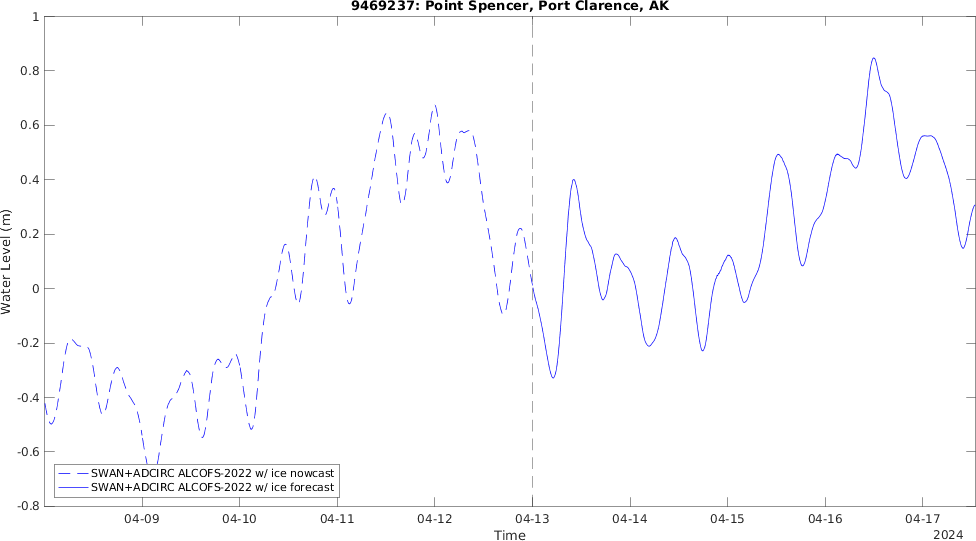 9469237: Point Spencer, Port Clarence, AK
Water Level (m)
1
0.8
0.6
0.4
0.2
0
-0.2
-0.4
-0.6
-0.8
SWAN+ADCIRC ALCOFS-2022 w/ ice nowcast
SWAN+ADCIRC ALCOFS-2022 w/ ice forecast
04-09 04-10 04-11 04-12 04-13 04-14 04-15 04-16 04-17
Time
2024